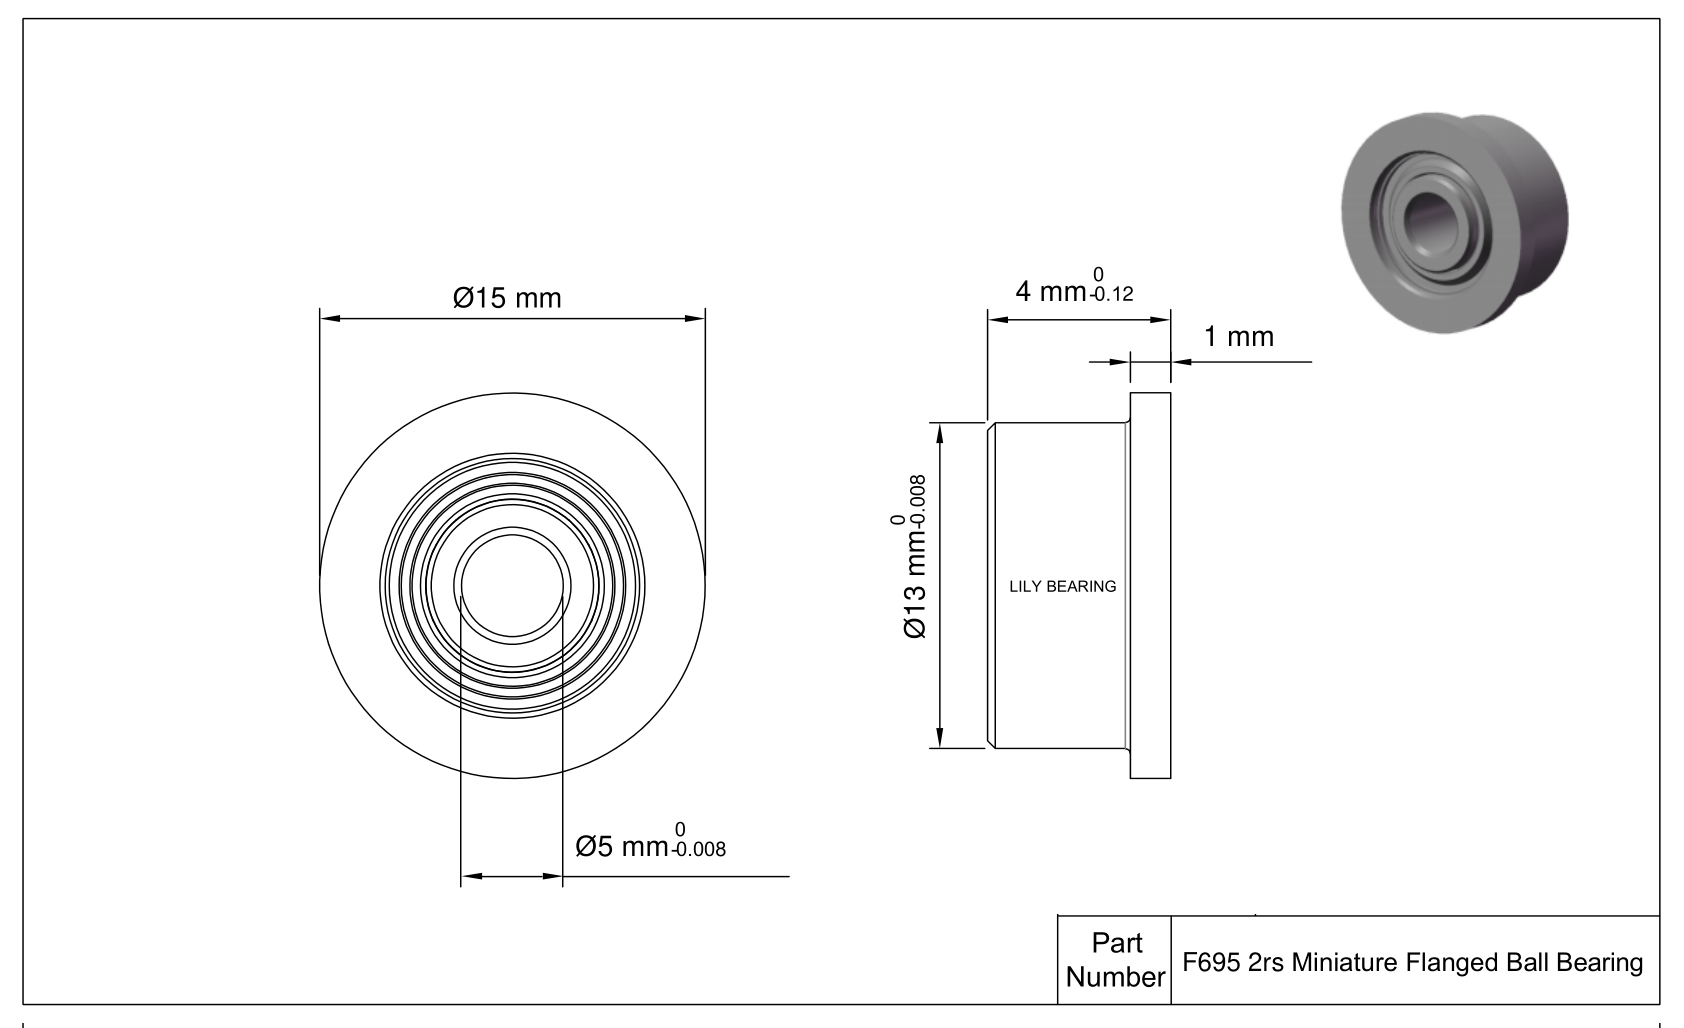 Ø15 mm
4 mm 0 -0.12
1 mm
Ø13 mm 0 -0.008
LILY BEARING
Ø5 mm 0 -0.008
Part
Number
F695 2rs Miniature Flanged Ball Bearing